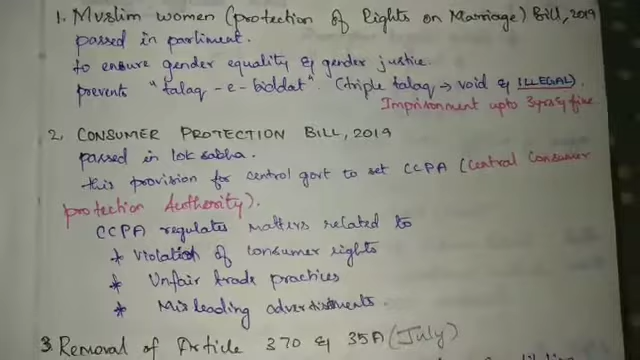 1. Muslim women (protection of Rights on Marriage) Bill, 2019
passed in parliment.
to ensure gender equality & gender justice.
prevents "talaq-e-biddat". (triple talaq → void & ILLEGAL)
Imprisonment upto 3yrs & fine
2. CONSUMER PROTECTION BILL, 2019
passed in lok sabha.
this provision for central govt to set CCPA (Central Consumer
protection Authority).
CCPA regulates matters related to
* violation of consumer rights
* Unfair trade practices
* Misleading advertisments.
3. Removal of Article 370 & 35A (July)